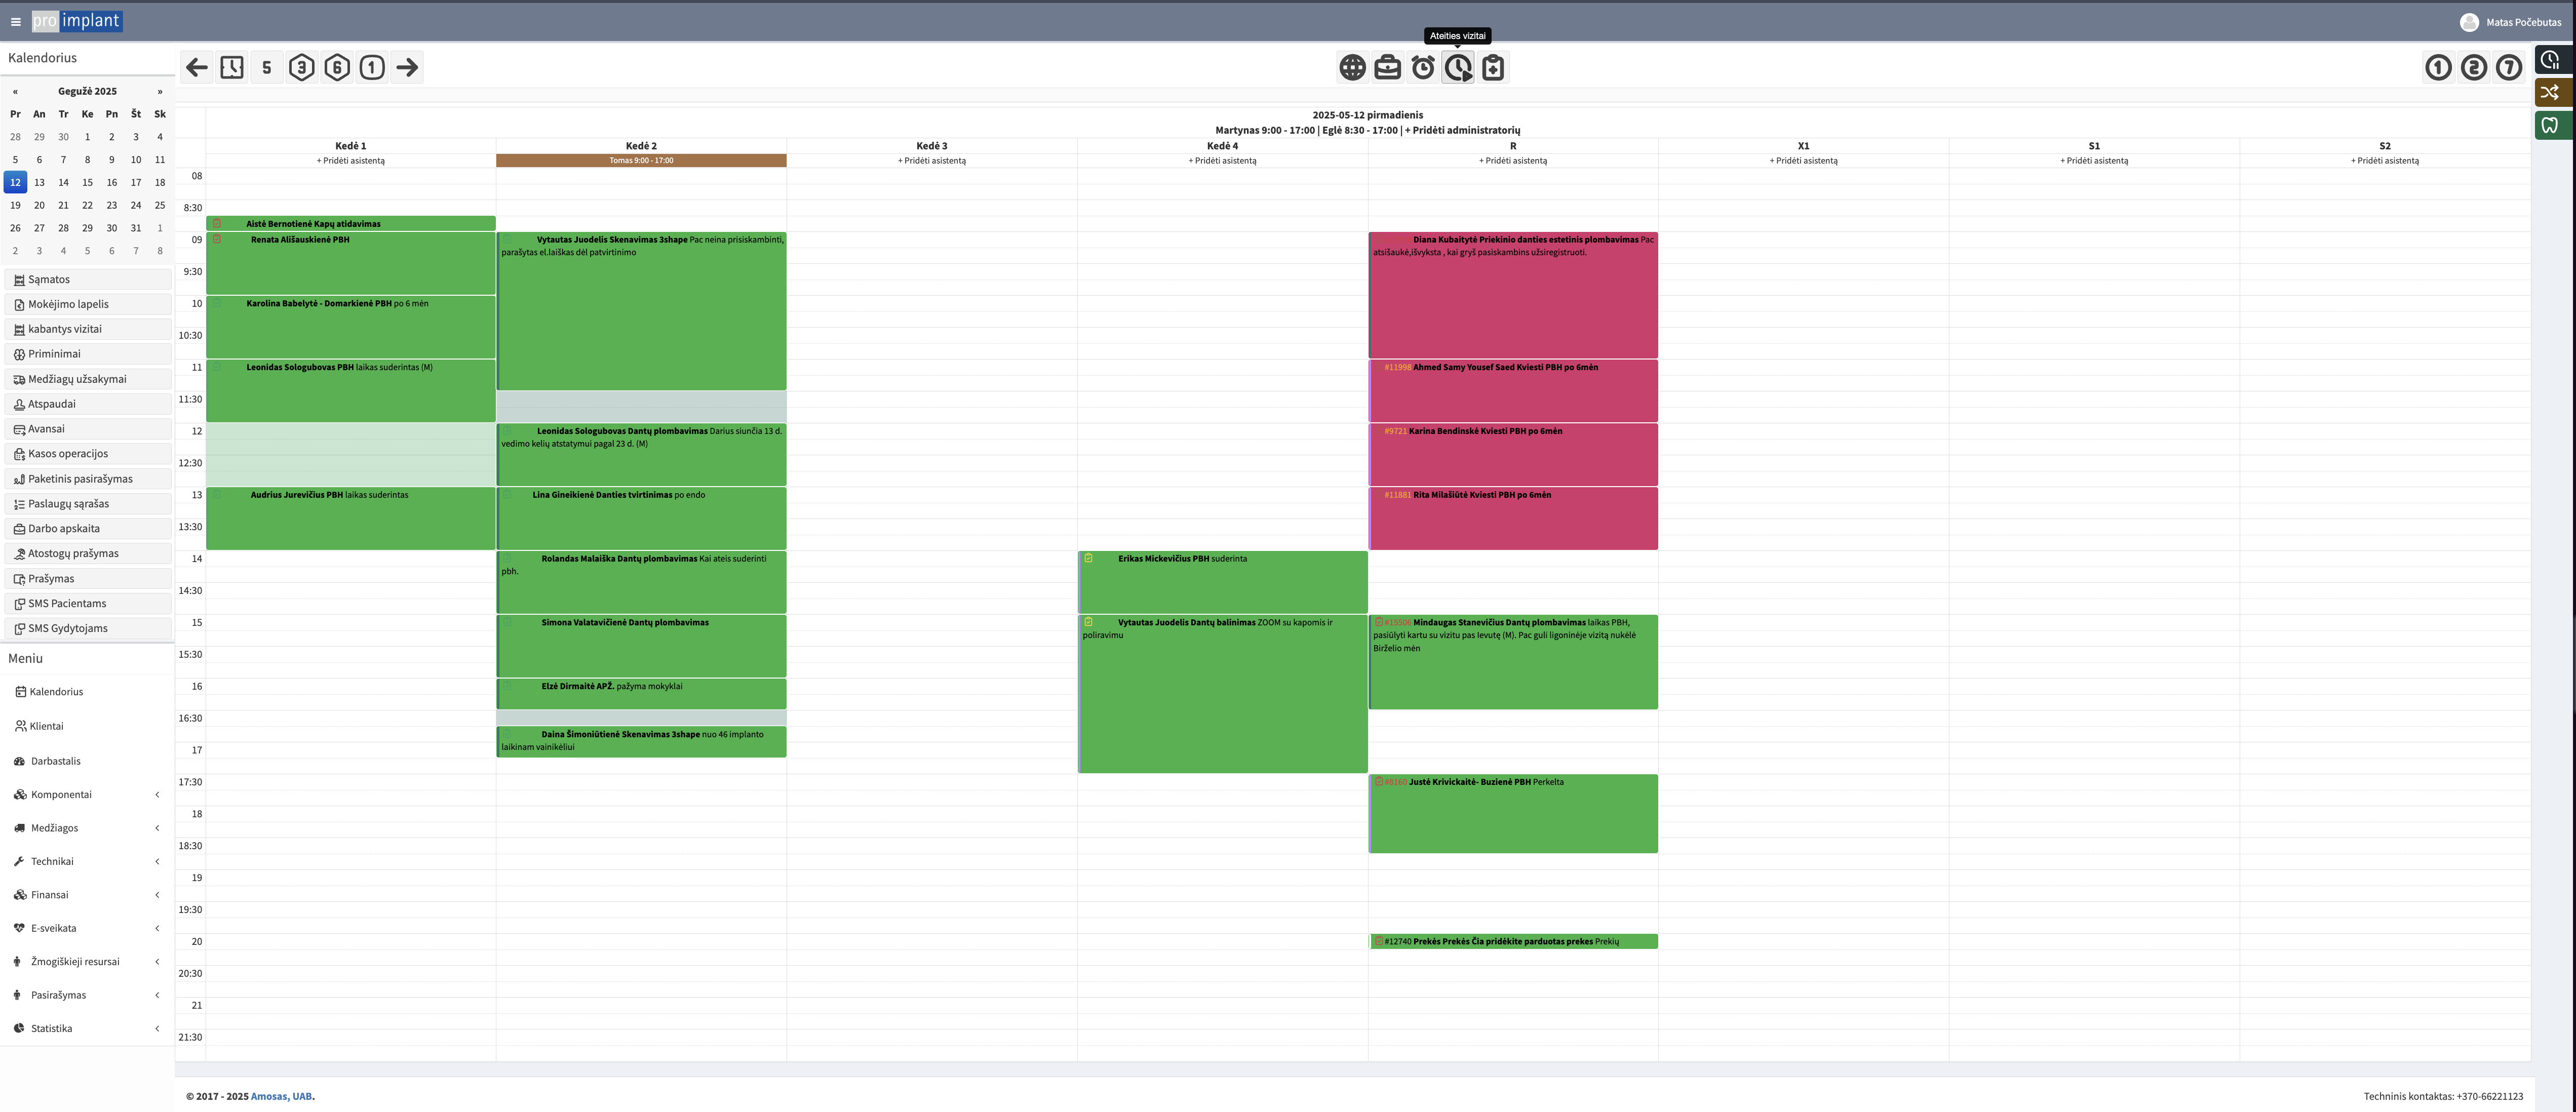 pro implant
Matas Počebutas
Ateities vizitai
Kalendorius
5 3 6 1
1 2 7
« Gegužė 2025 »
Pr An Tr Ke Pn Št Sk
28 29 30 1 2 3 4
5 6 7 8 9 10 11
12 13 14 15 16 17 18
19 20 21 22 23 24 25
26 27 28 29 30 31 1
2 3 4 5 6 7 8
Sąmatos
Mokėjimo lapelis
kabantys vizitai
Priminimai
Medžiagų užsakymai
Atspaudai
Avansai
Kasos operacijos
Paketinis pasirašymas
Paslaugų sąrašas
Darbo apskaita
Atostogų prašymas
Prašymas
SMS Pacientams
SMS Gydytojams
Meniu
Kalendorius
Klientai
Darbastalis
Komponentai
Medžiagos
Technikai
Finansai
E-sveikata
Žmogiškieji resursai
Pasirašymas
Statistika
2025-05-12 pirmadienis
Martynas 9:00 - 17:00 | Eglė 8:30 - 17:00 | + Pridėti administratorių
Kedė 1 Kedė 2 Kedė 3 Kedė 4 R X1 S1 S2
+ Pridėti asistentą Tomas 9:00 - 17:00 + Pridėti asistentą + Pridėti asistentą + Pridėti asistentą + Pridėti asistentą + Pridėti asistentą + Pridėti asistentą
08
8:30
09
9:30
10
10:30
11
11:30
12
12:30
13
13:30
14
14:30
15
15:30
16
16:30
17
17:30
18
18:30
19
19:30
20
20:30
21
21:30
Aistė Bernotienė Kapų atidavimas
Renata Ališauskienė PBH
Karolina Babelytė - Domarkienė PBH po 6 mėn
Leonidas Sologubovas PBH laikas suderintas (M)
Audrius Jurevičius PBH laikas suderintas
Vytautas Juodelis Skenavimas 3shape Pac neina prisiskambinti,
parašytas el.laiškas dėl patvirtinimo
Leonidas Sologubovas Dantų plombavimas Darius siunčia 13 d.
vedimo kelių atstatymui pagal 23 d. (M)
Lina Gineikienė Danties tvirtinimas po endo
Rolandas Malaiška Dantų plombavimas Kai ateis suderinti
pbh.
Simona Valatavičienė Dantų plombavimas
Elzė Dirmaitė APŽ. pažyma mokyklai
Daina Šimoniūtienė Skenavimas 3shape nuo 46 implanto
laikinam vainikėliui
Erikas Mickevičius PBH suderinta
Vytautas Juodelis Dantų balinimas ZOOM su kapomis ir
poliravimu
Diana Kubaitytė Priekinio danties estetinis plombavimas Pac
atsišaukė,išvyksta , kai gryš pasiskambins užsiregistruoti.
#11998 Ahmed Samy Yousef Saed Kviesti PBH po 6mėn
#9721 Karina Bendinskė Kviesti PBH po 6mėn
#11881 Rita Milašiūtė Kviesti PBH po 6mėn
#15506 Mindaugas Stanevičius Dantų plombavimas laikas PBH,
pasiūlyti kartu su vizitu pas Ievutę (M). Pac guli ligoninėje vizitą nukėlė
Birželio mėn
Justė Krivickaitė- Buzienė PBH Perkelta
#12740 Prekės Prekės Čia pridėkite parduotas prekes Prekių
© 2017 - 2025 Amosas, UAB.
Techninis kontaktas: +370-66221123